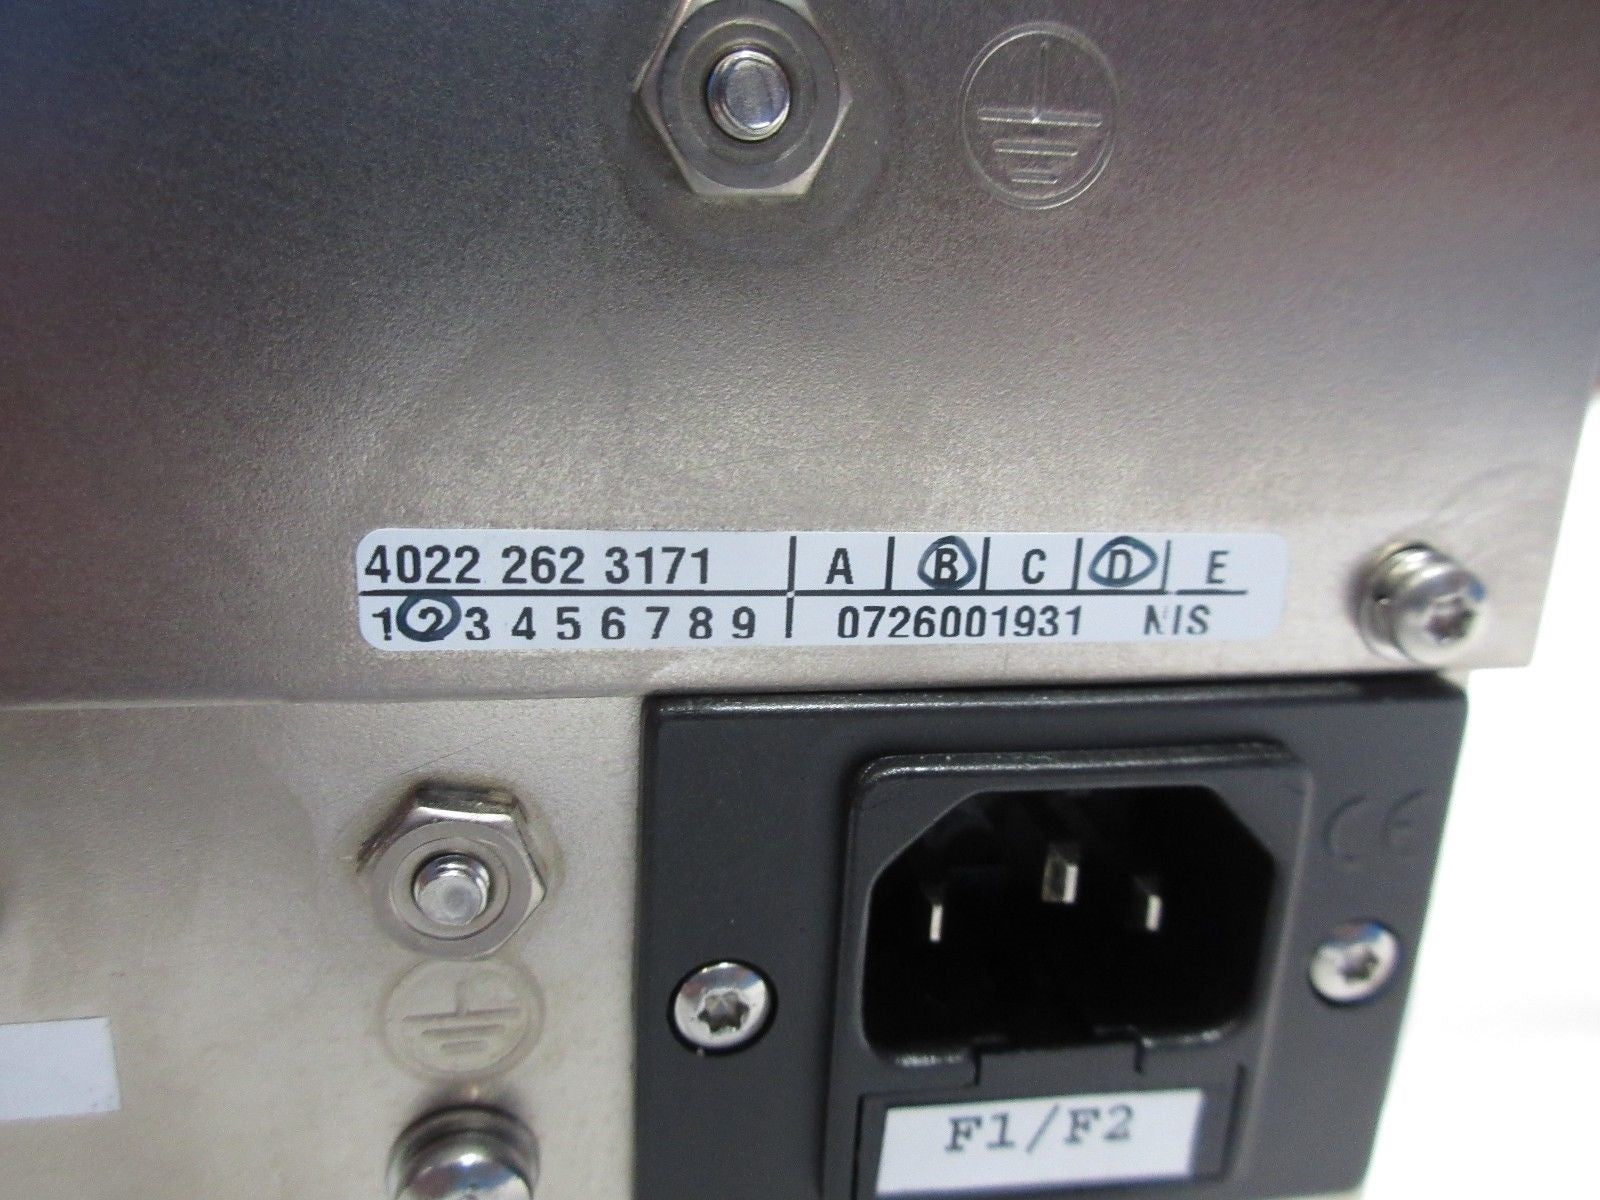 4022 262 3171 A B C D E
1 2 3 4 5 6 7 8 9 0726001931 NIS
CE
F1/F2